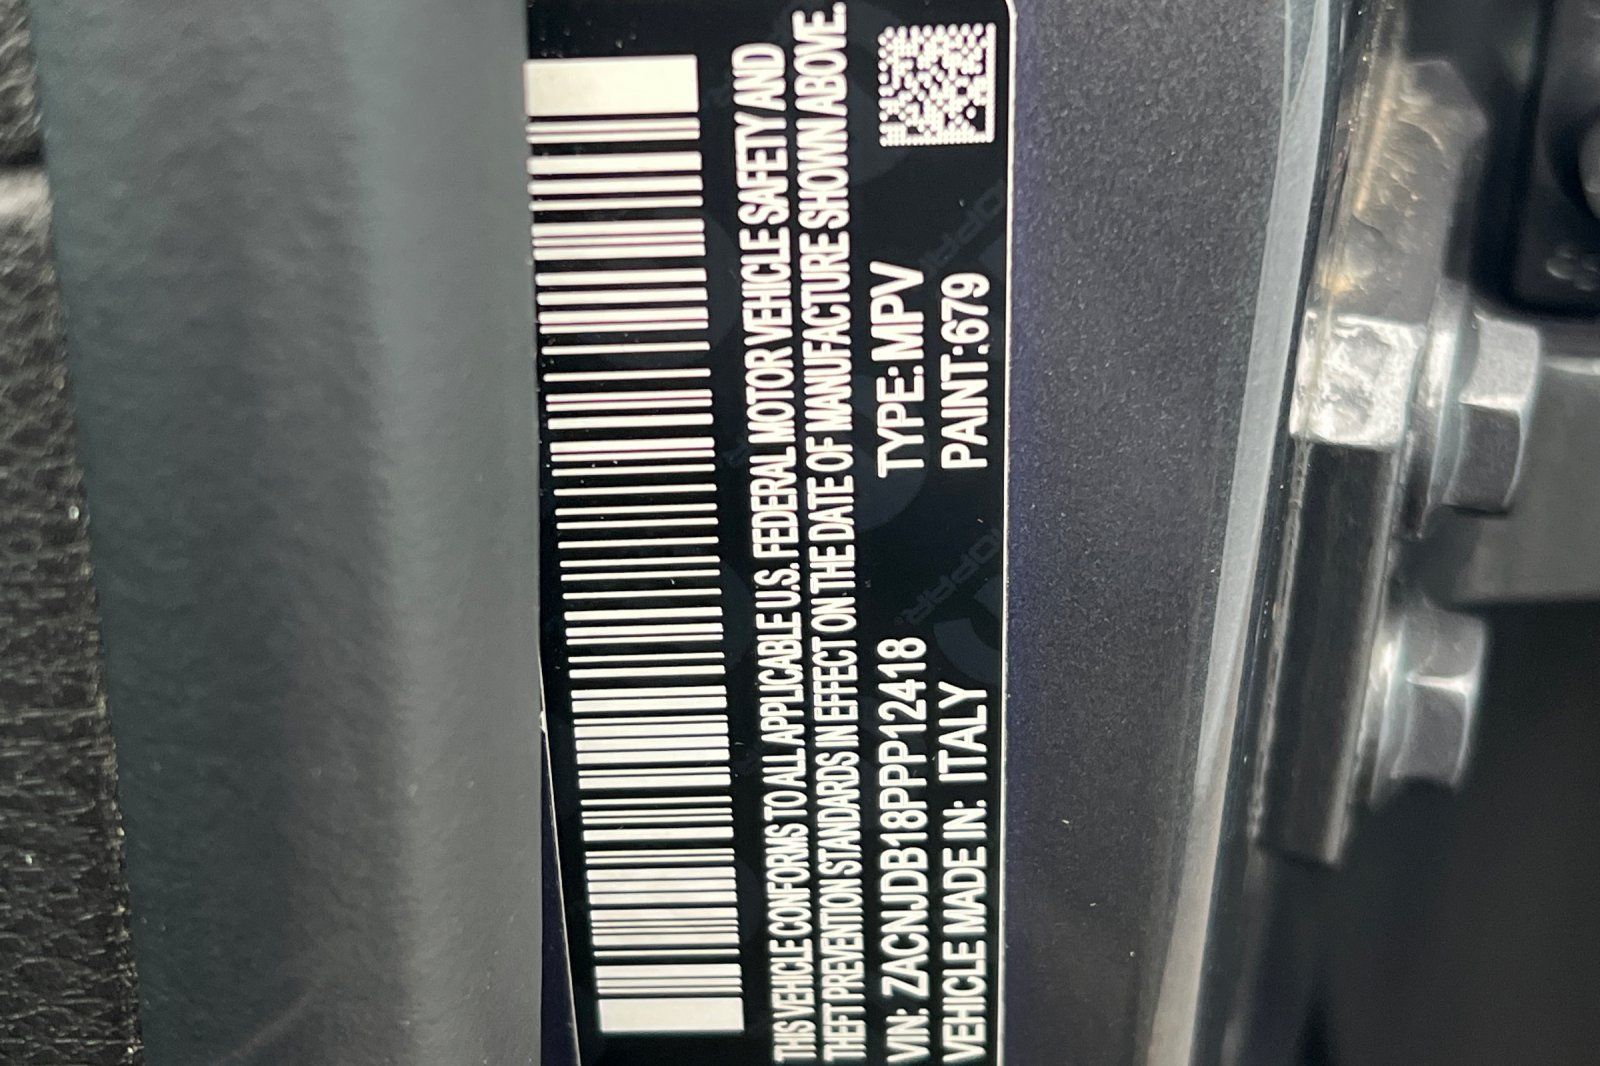 THIS VEHICLE CONFORMS TO ALL APPLICABLE U.S. FEDERAL MOTOR VEHICLE SAFETY AND
THEFT PREVENTION STANDARDS IN EFFECT ON THE DATE OF MANUFACTURE SHOWN ABOVE.
VIN: ZACNJDB18PPP12418 TYPE: MPV
VEHICLE MADE IN: ITALY PAINT:679